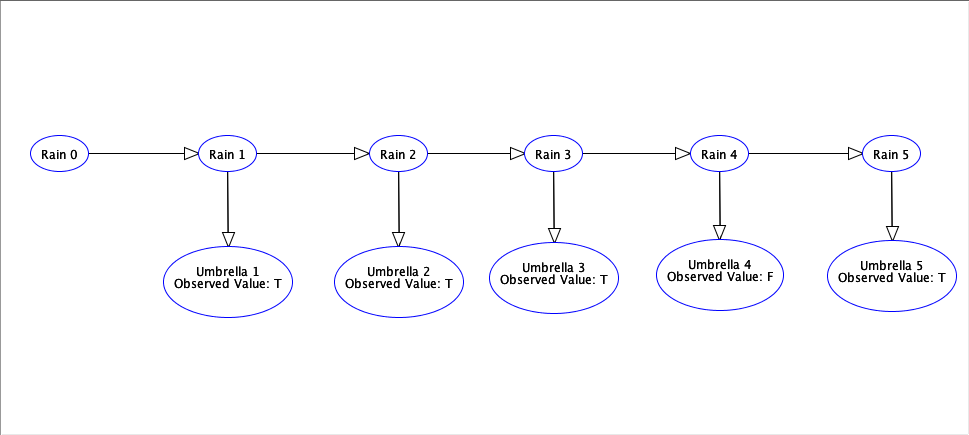 Rain 0
Rain 1
Rain 2
Rain 3
Rain 4
Rain 5
Umbrella 1
Observed Value: T
Umbrella 2
Observed Value: T
Umbrella 3
Observed Value: T
Umbrella 4
Observed Value: F
Umbrella 5
Observed Value: T